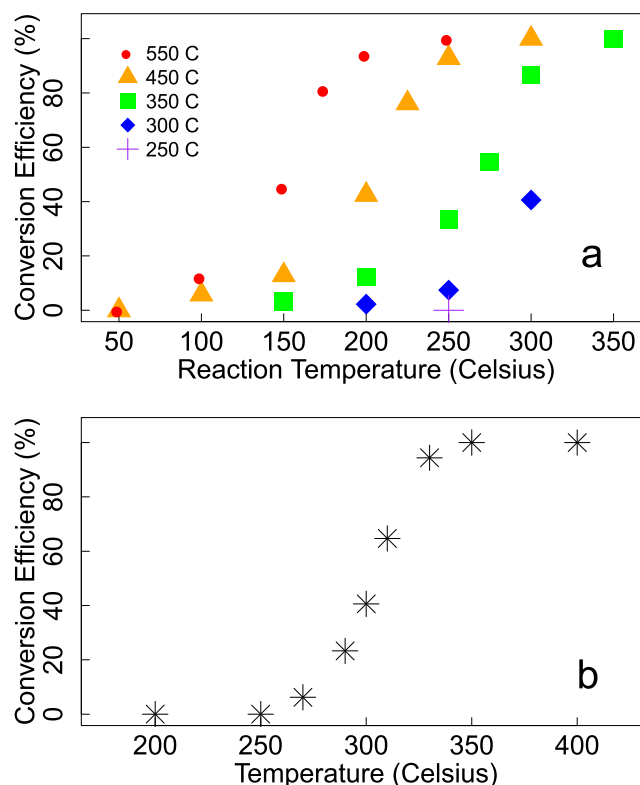 Conversion Efficiency (%)
0 20 40 60 80
550 C
450 C
350 C
300 C
250 C
a
50 100 150 200 250 300 350
Reaction Temperature (Celsius)
Conversion Efficiency (%)
0 20 40 60 80
b
200 250 300 350 400
Temperature (Celsius)